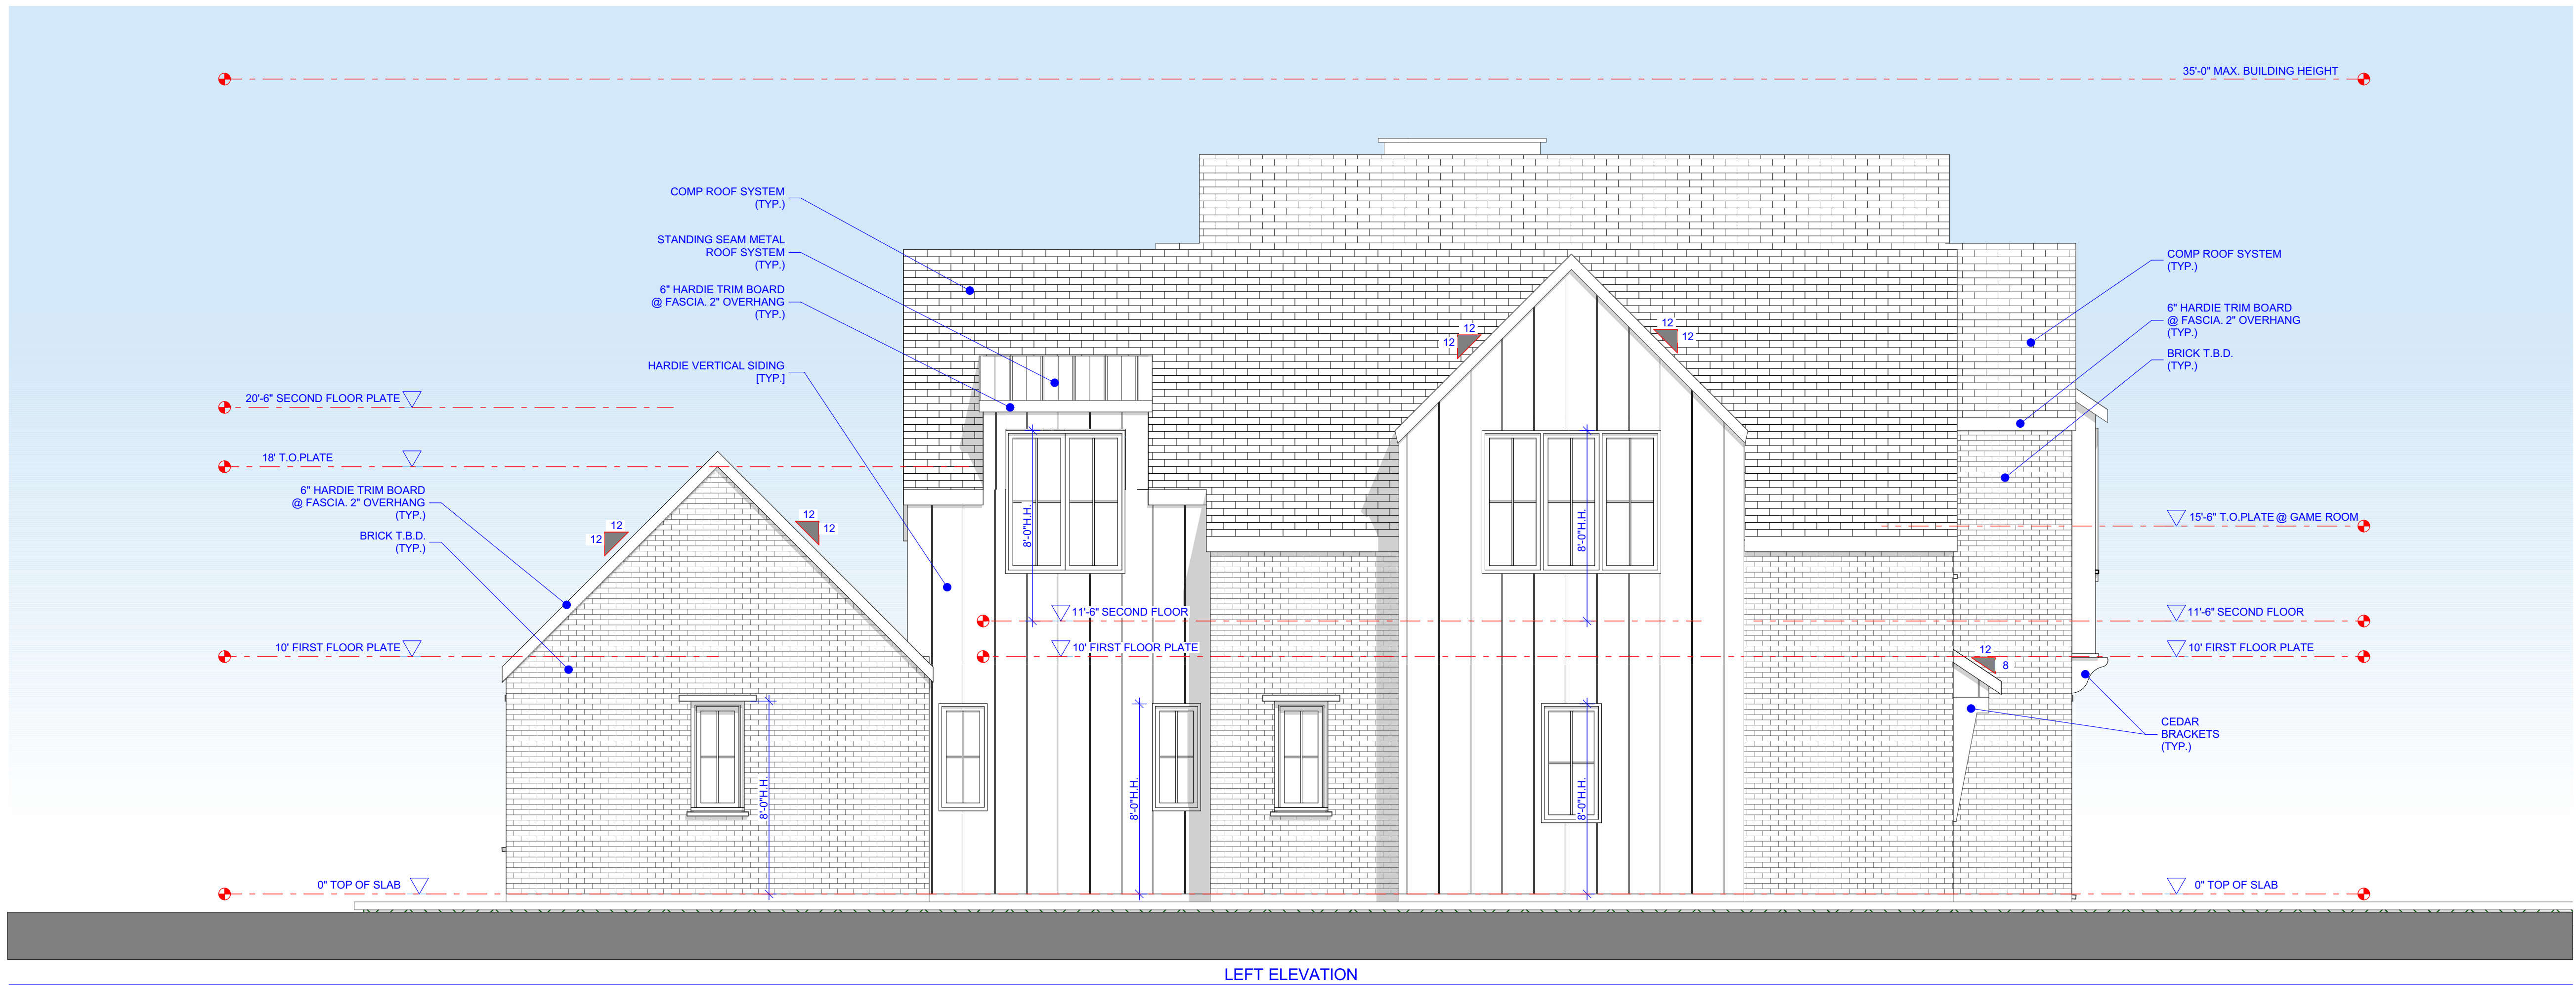 35'-0" MAX. BUILDING HEIGHT
COMP ROOF SYSTEM
(TYP.)
STANDING SEAM METAL
ROOF SYSTEM
(TYP.)
6" HARDIE TRIM BOARD
@ FASCIA. 2" OVERHANG
(TYP.)
HARDIE VERTICAL SIDING
[TYP.]
20'-6" SECOND FLOOR PLATE
18' T.O.PLATE
6" HARDIE TRIM BOARD
@ FASCIA. 2" OVERHANG
(TYP.)
BRICK T.B.D.
(TYP.)
10' FIRST FLOOR PLATE
0" TOP OF SLAB
12
12
12
12
8'-0"H.H.
8'-0"H.H.
8'-0"H.H.
11'-6" SECOND FLOOR
10' FIRST FLOOR PLATE
12
12
12
12
8'-0"H.H.
8'-0"H.H.
COMP ROOF SYSTEM
(TYP.)
6" HARDIE TRIM BOARD
@ FASCIA. 2" OVERHANG
(TYP.)
BRICK T.B.D.
(TYP.)
15'-6" T.O.PLATE @ GAME ROOM
11'-6" SECOND FLOOR
10' FIRST FLOOR PLATE
12
8
CEDAR
BRACKETS
(TYP.)
0" TOP OF SLAB
LEFT ELEVATION